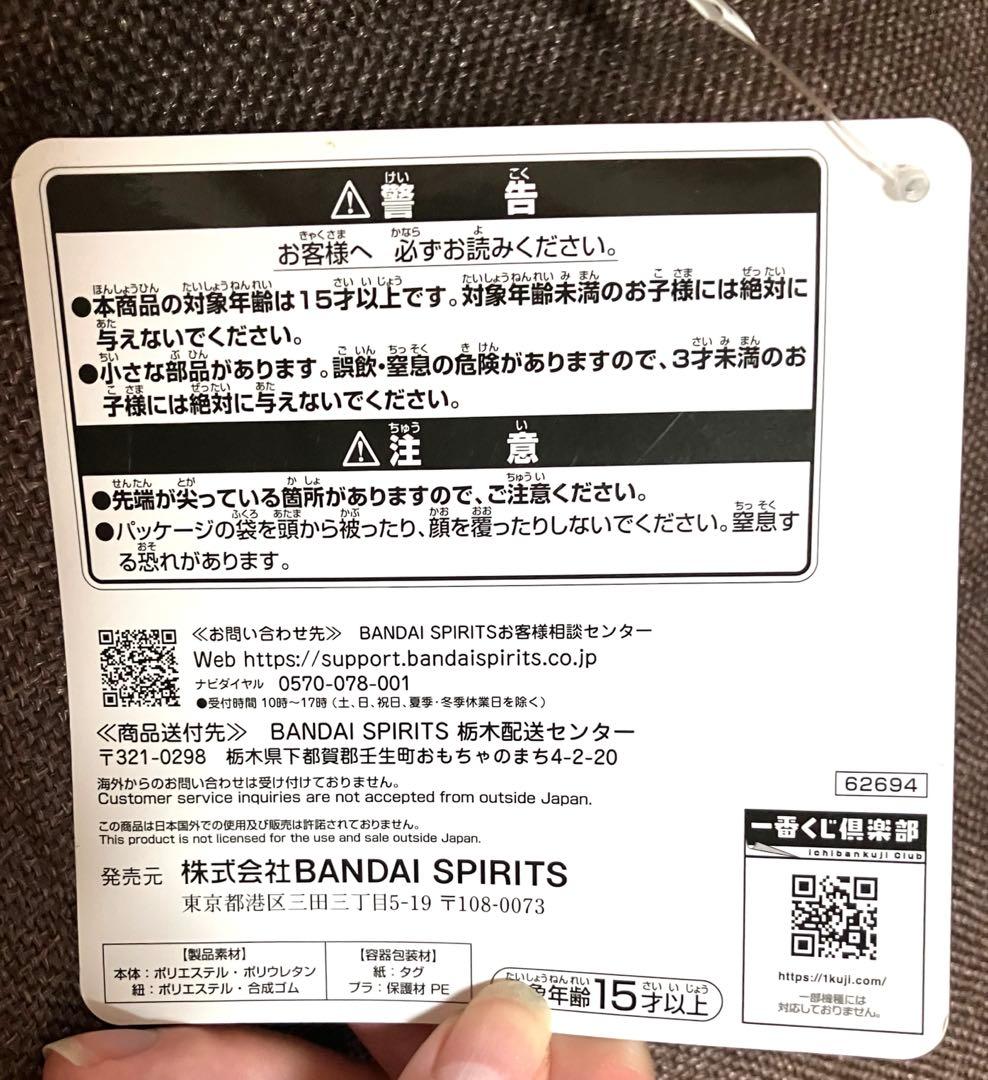 ⚠警告
お客様へ 必ずお読みください。
●本商品の対象年齢は15才以上です。対象年齢未満のお子様には絶対に
与えないでください。
●小さな部品があります。誤飲・窒息の危険がありますので、3才未満のお
子様には絶対に与えないでください。
⚠注意
●先端が尖っている箇所がありますので、ご注意ください。
●パッケージの袋を頭から被ったり、顔を覆ったりしないでください。窒息す
る恐れがあります。
≪お問い合わせ先≫ BANDAI SPIRITSお客様相談センター
Web https://support.bandaispirits.co.jp
ナビダイヤル 0570-078-001
●受付時間 10時〜17時（土、日、祝日、夏季・冬季休業日を除く）
≪商品送付先≫ BANDAI SPIRITS 栃木配送センター
〒321-0298 栃木県下都賀郡壬生町おもちゃのまち4-2-20
海外からのお問い合わせは受け付けておりません。
Customer service inquiries are not accepted from outside Japan.
この商品は日本国外での使用及び販売は許諾されておりません。
This product is not licensed for the use and sale outside Japan.
発売元 株式会社BANDAI SPIRITS
東京都港区三田三丁目5-19 〒108-0073
62694
一番くじ倶楽部
ichibankuji Club
https://1kuji.com/
一部機種には
対応しておりません。
【製品素材】
本体：ポリエステル・ポリウレタン
紐：ポリエステル・合成ゴム
【容器包装材】
紙：タグ
プラ：保護材 PE
対象年齢15才以上